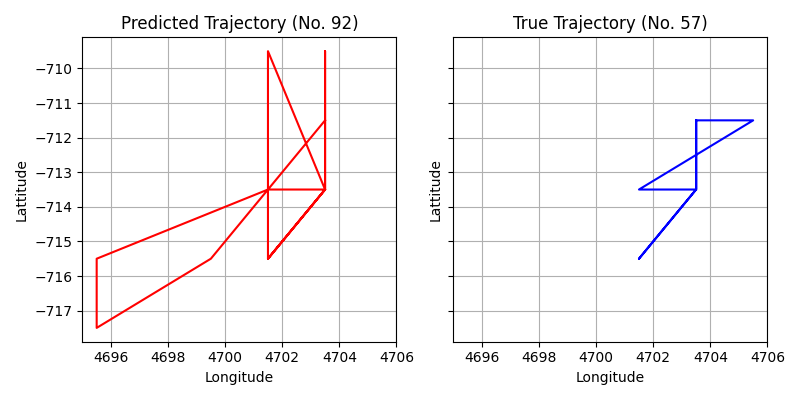 Predicted Trajectory (No. 92)
True Trajectory (No. 57)
−710
−711
−712
−713
−714
−715
−716
−717
Lattitude
Lattitude
4696 4698 4700 4702 4704 4706
4696 4698 4700 4702 4704 4706
Longitude
Longitude